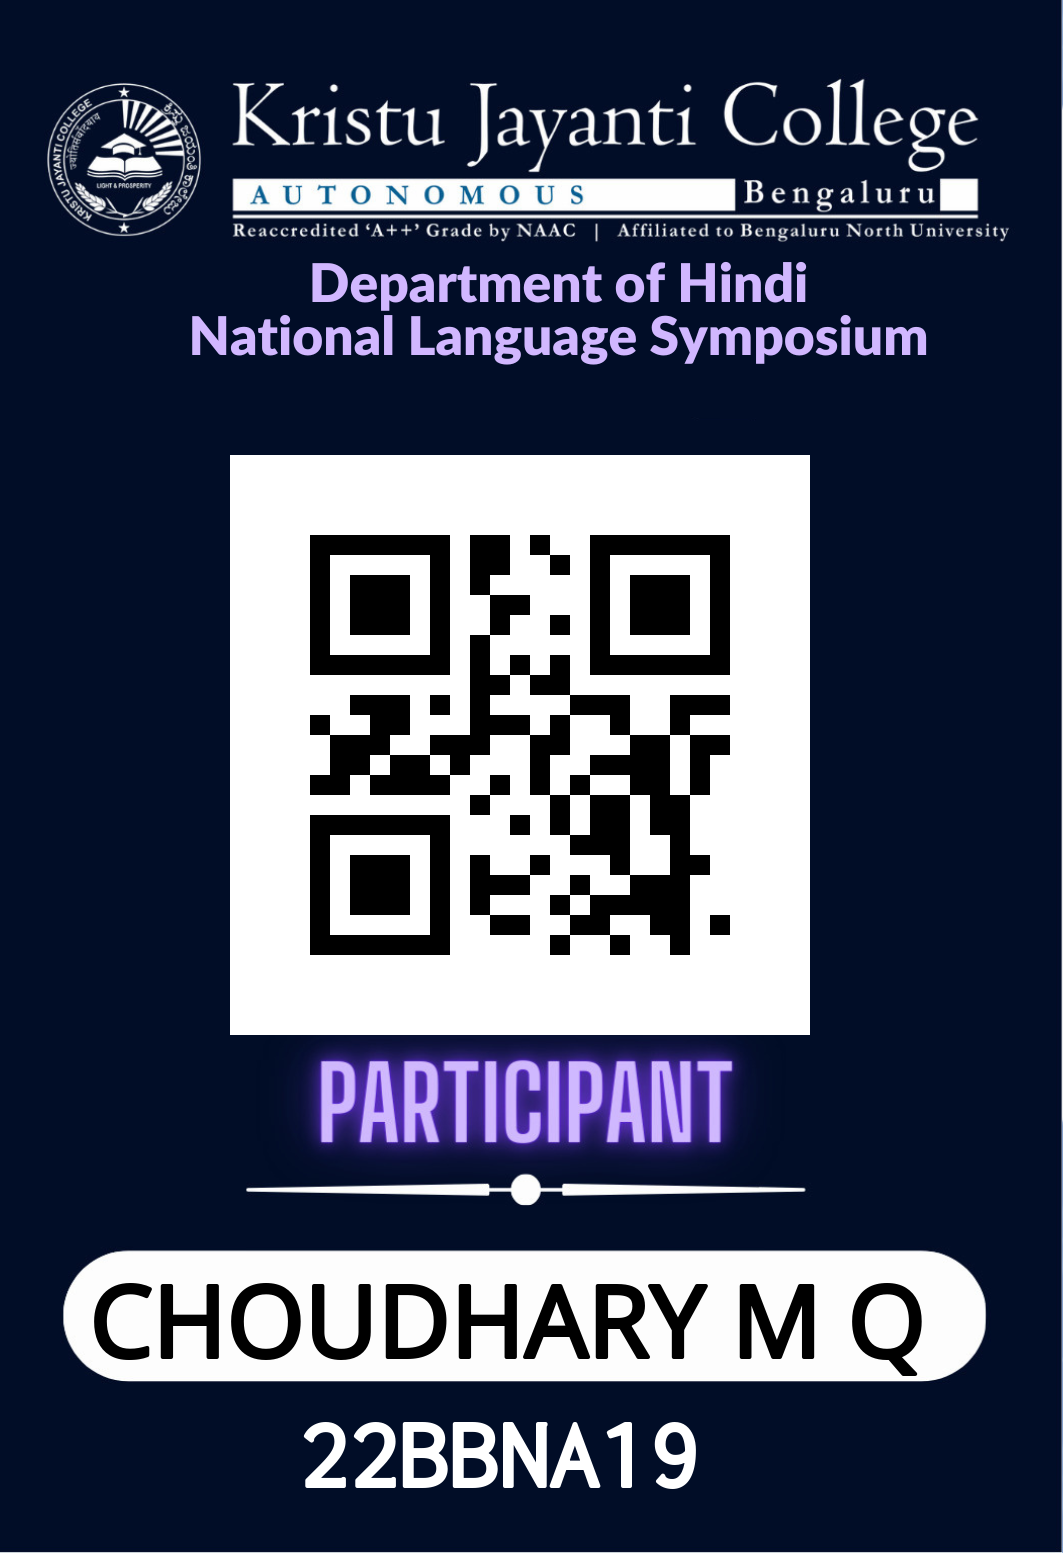 KRISTU JAYANTI COLLEGE
LIGHT & PROSPERITY
Kristu Jayanti College
AUTONOMOUS Bengaluru
Reaccredited ‘A++’ Grade by NAAC | Affiliated to Bengaluru North University
Department of Hindi
National Language Symposium
PARTICIPANT
CHOUDHARY M Q
22BBNA19